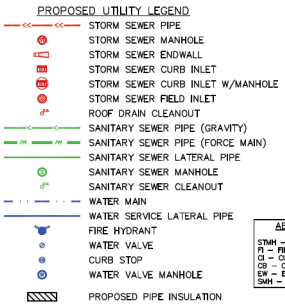 PROPOSED UTILITY LEGEND
STORM SEWER PIPE
STORM SEWER MANHOLE
STORM SEWER ENDWALL
STORM SEWER CURB INLET
STORM SEWER CURB INLET W/MANHOLE
STORM SEWER FIELD INLET
ROOF DRAIN CLEANOUT
SANITARY SEWER PIPE (GRAVITY)
FM FM SANITARY SEWER PIPE (FORCE MAIN)
SANITARY SEWER LATERAL PIPE
SANITARY SEWER MANHOLE
SANITARY SEWER CLEANOUT
WATER MAIN
WATER SERVICE LATERAL PIPE
FIRE HYDRANT
WATER VALVE
CURB STOP
WATER VALVE MANHOLE
PROPOSED PIPE INSULATION
STMH –
FI – FI
CI – C
CB – C
EW – E
SMH –